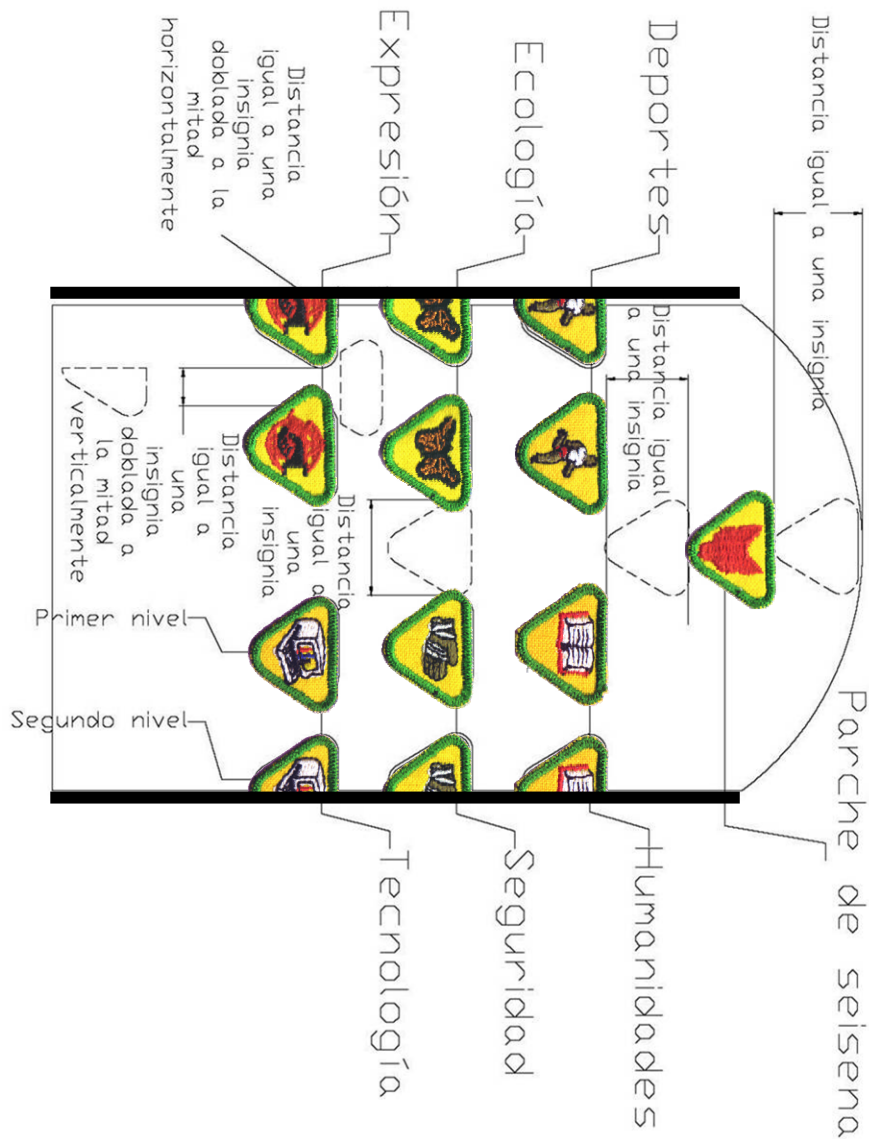 Distancia igual a una insignia
Parche de seisena
Deportes
Humanidades
Distancia igual
a una insignia
Ecología
Seguridad
Distancia
igual a
una
insignia
Expresión
Tecnología
Distancia
igual a una
insignia
doblada a la
mitad
horizontalmente
Distancia
igual a
una
insignia
doblada a
la mitad
verticalmente
Primer nivel
Segundo nivel